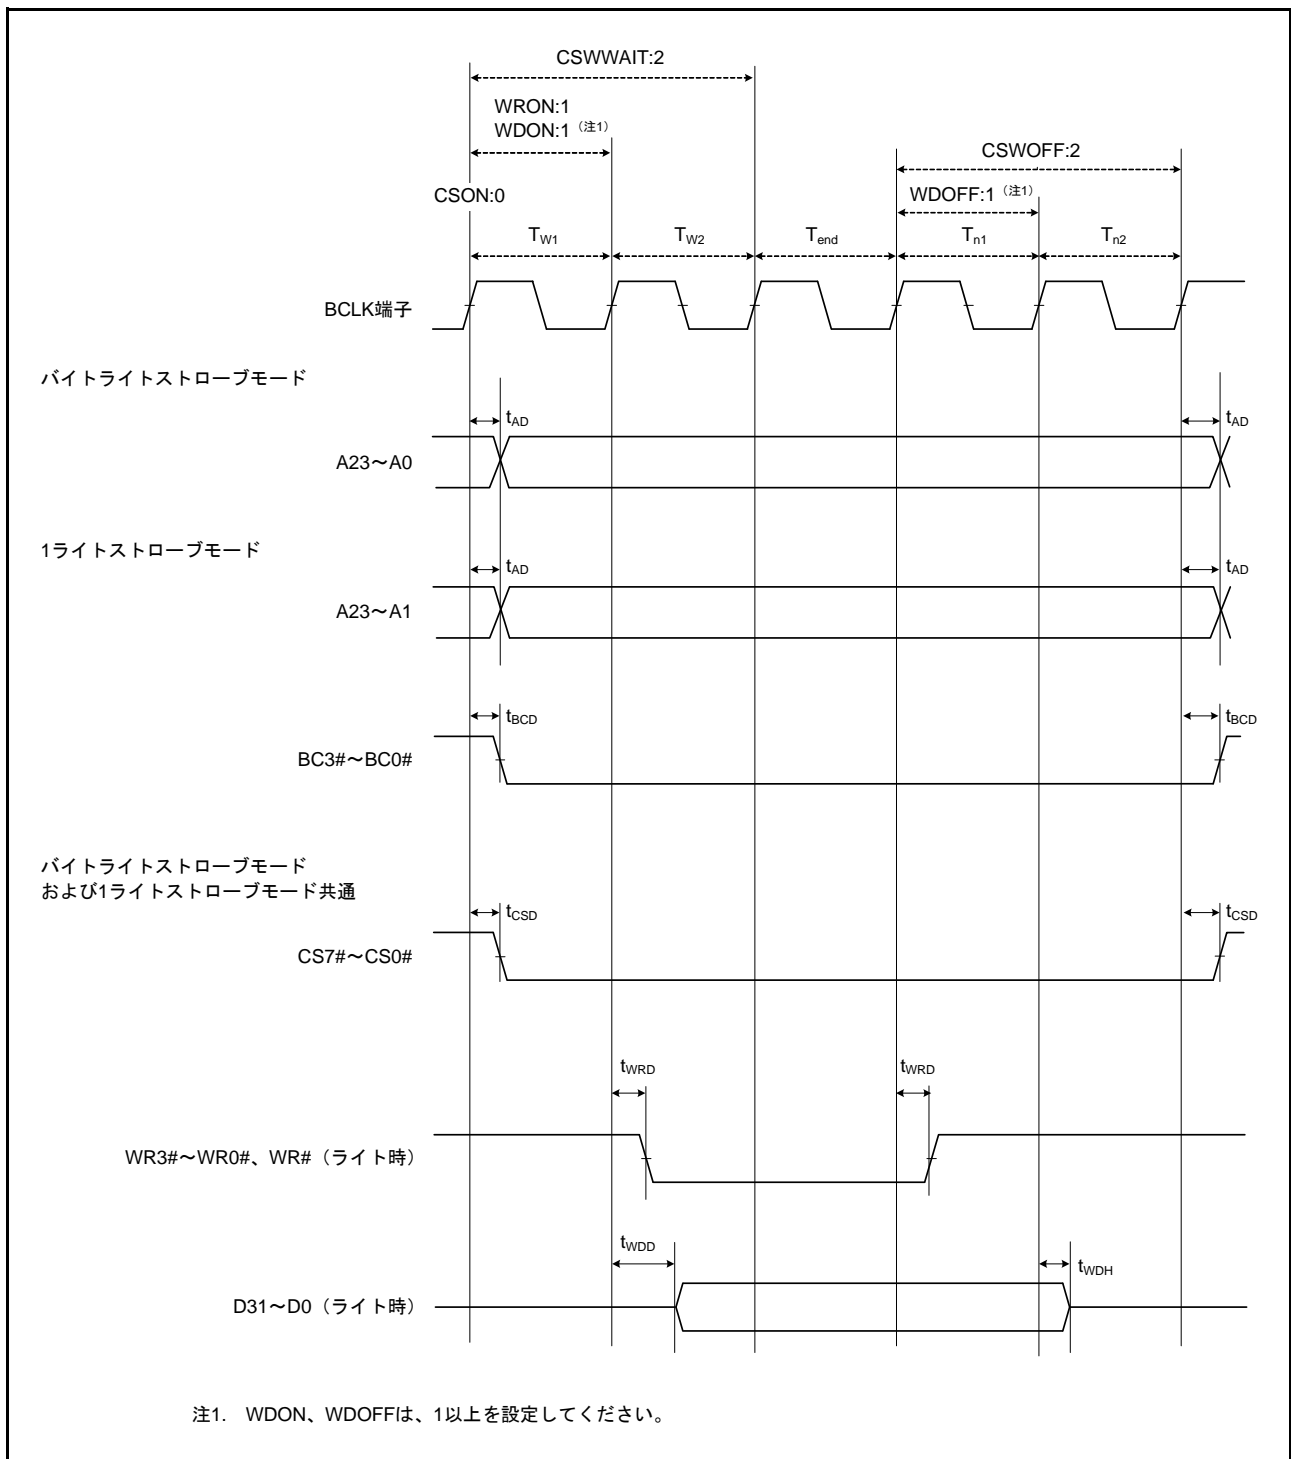 CSWWAIT:2
WRON:1
WDON:1（注1）
CSWOFF:2
CSON:0
WDOFF:1（注1）
TW1 TW2 Tend Tn1 Tn2
BCLK端子
バイトライトストローブモード
tAD tAD
A23～A0
1ライトストローブモード
tAD tAD
A23～A1
tBCD tBCD
BC3#～BC0#
バイトライトストローブモード
および1ライトストローブモード共通
tCSD tCSD
CS7#～CS0#
tWRD tWRD
WR3#～WR0#、WR#（ライト時）
tWDD tWDH
D31～D0（ライト時）
注1. WDON、WDOFFは、1以上を設定してください。